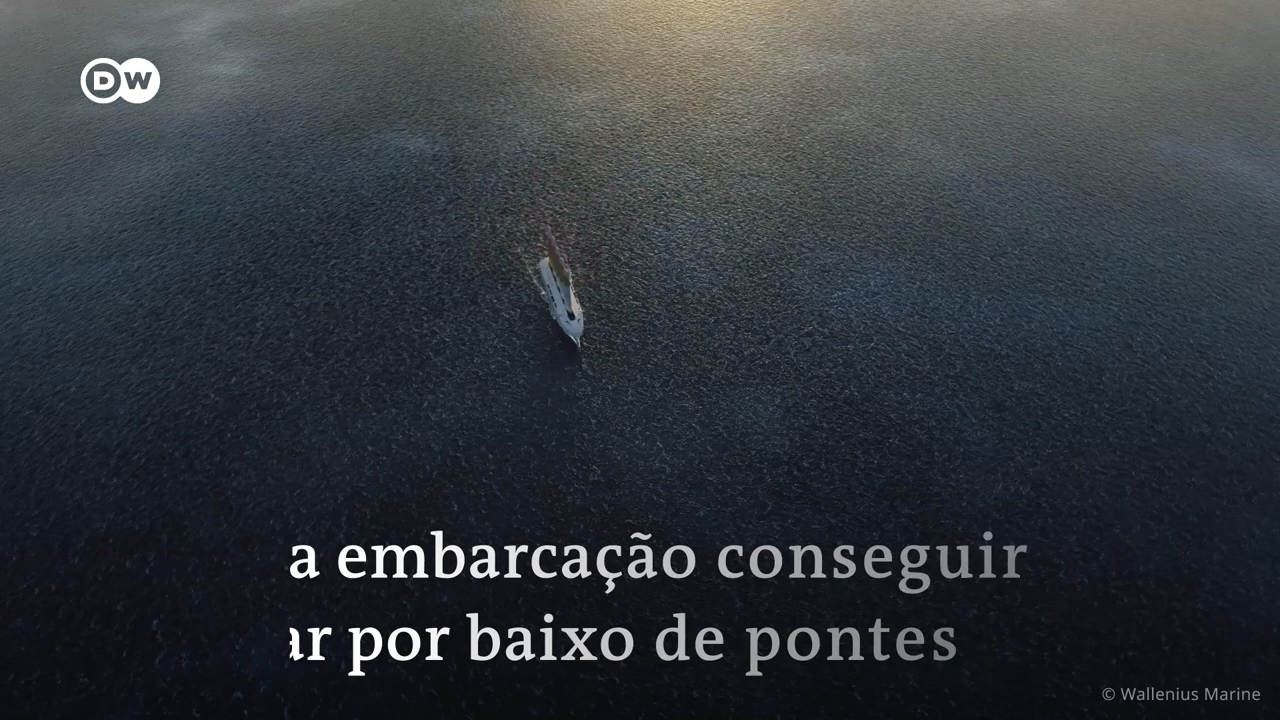 DW
a embarcação conseguir
por baixo de pontes
© Wallenius Marine